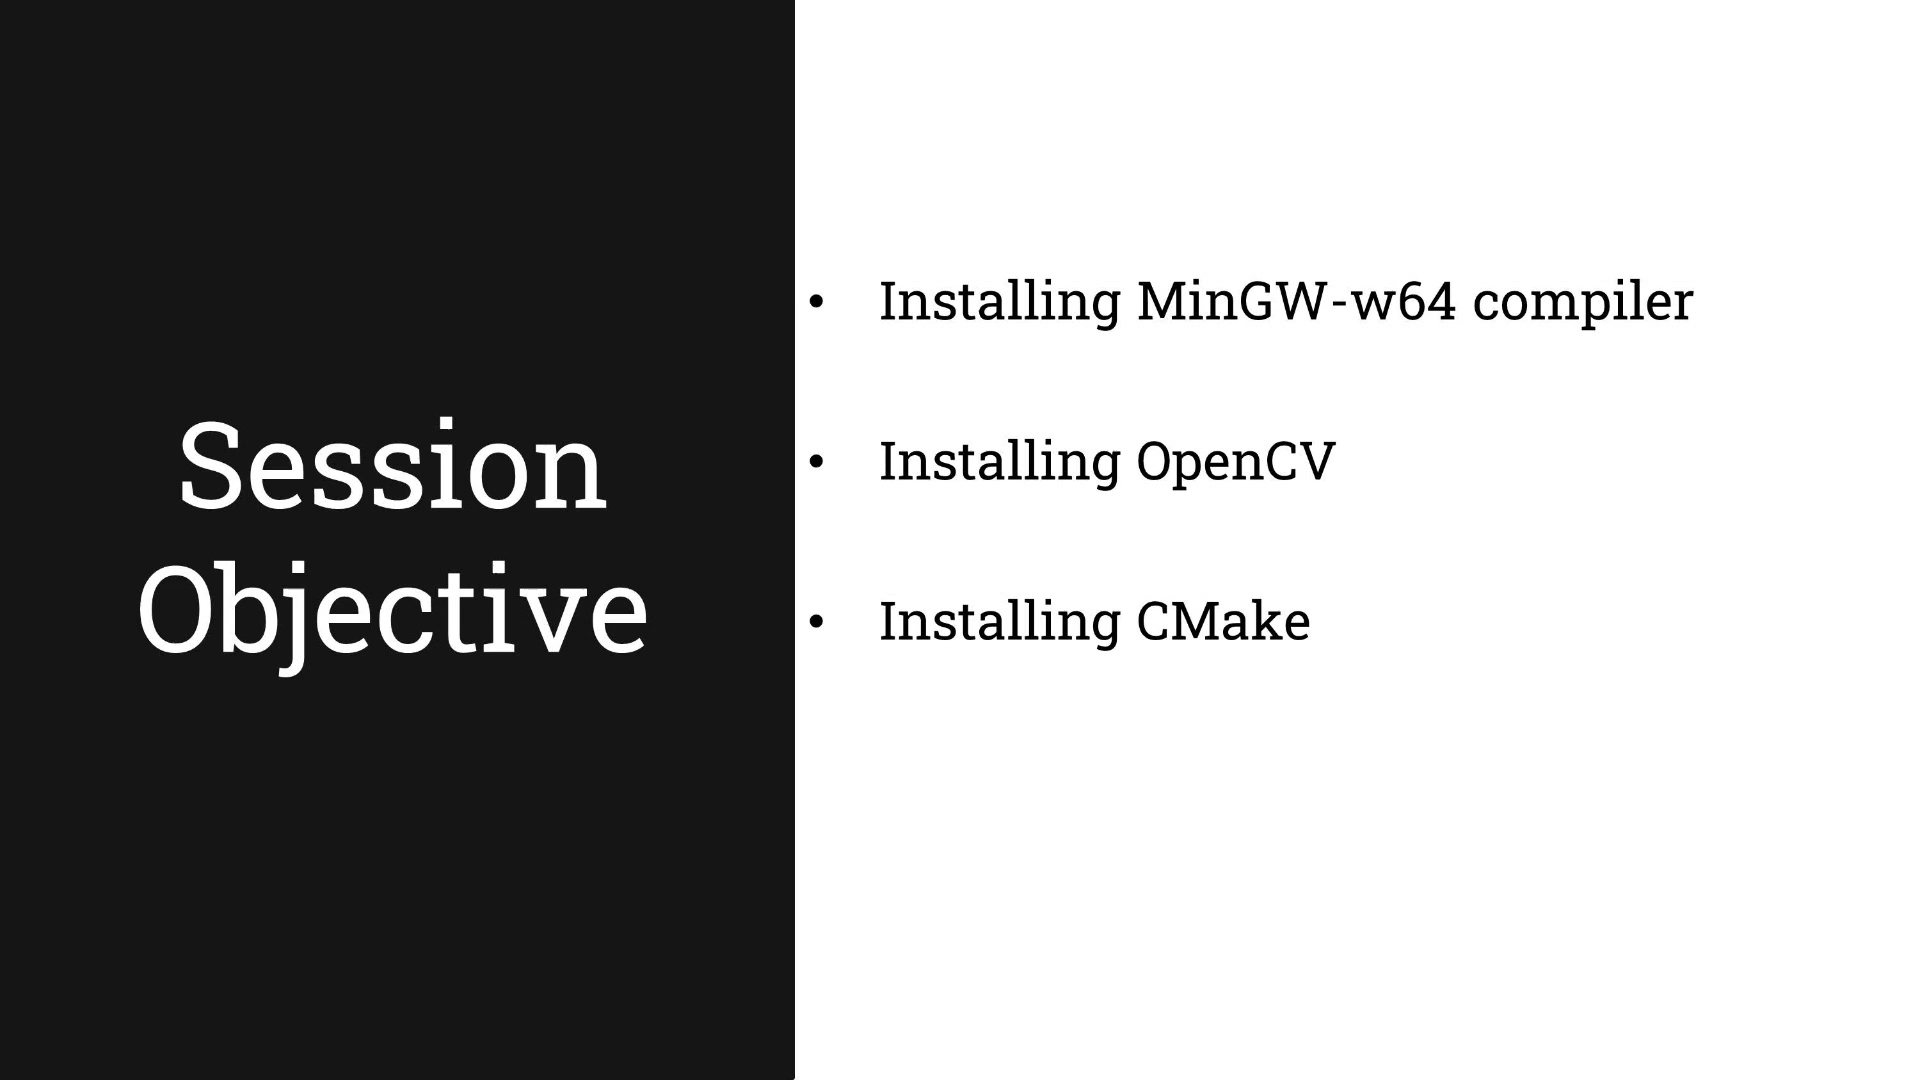 Session
Objective
• Installing MinGW-w64 compiler
• Installing OpenCV
• Installing CMake